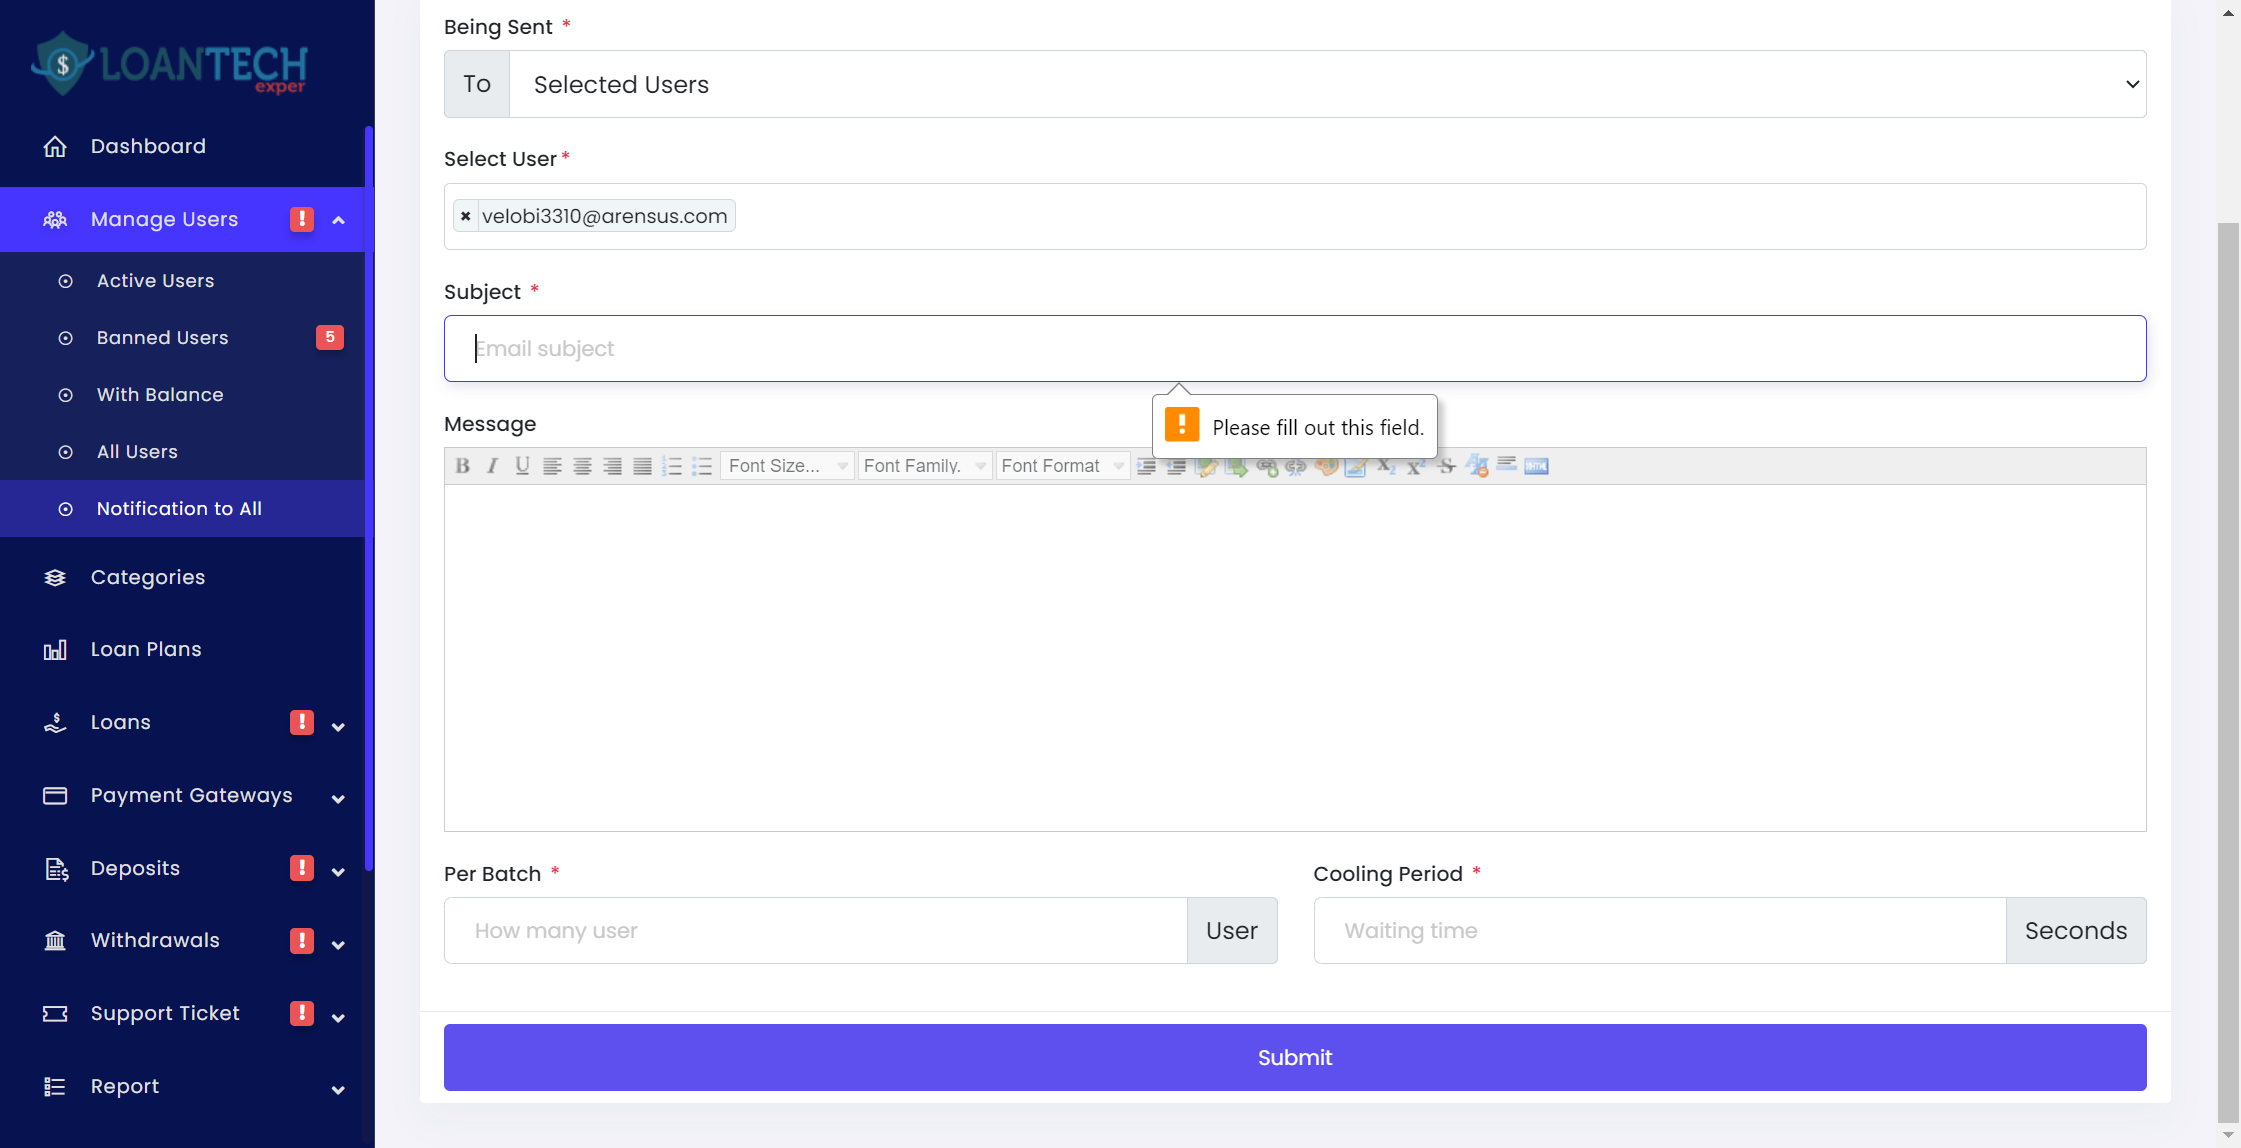 LOANTECH
exper
Dashboard
Manage Users
Active Users
Banned Users 5
With Balance
All Users
Notification to All
Categories
Loan Plans
Loans
Payment Gateways
Deposits
Withdrawals
Support Ticket
Report
Being Sent *
To Selected Users
Select User *
× velobi3310@arensus.com
Subject *
Email subject
Please fill out this field.
Message
B I U Font Size... Font Family. Font Format
Per Batch *
How many user User
Cooling Period *
Waiting time Seconds
Submit